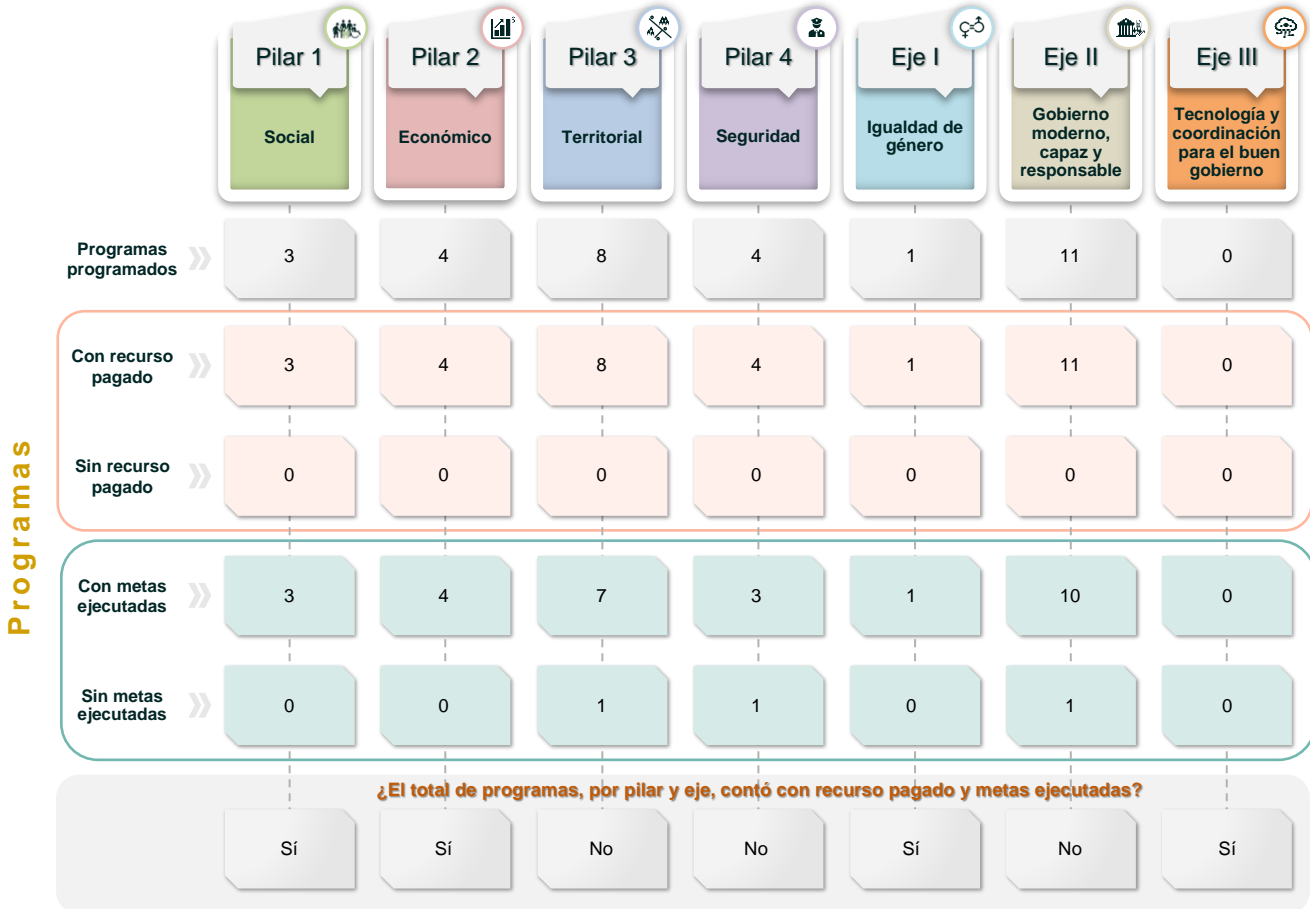 Pilar 1
Pilar 2
Pilar 3
Pilar 4
Eje I
Eje II
Eje III
Social
Económico
Territorial
Seguridad
Igualdad de
género
Gobierno
moderno,
capaz y
responsable
Tecnología y
coordinación
para el buen
gobierno
Programas
Programas
programados
3
4
8
4
1
11
0
Con recurso
pagado
3
4
8
4
1
11
0
Sin recurso
pagado
0
0
0
0
0
0
0
Con metas
ejecutadas
3
4
7
3
1
10
0
Sin metas
ejecutadas
0
0
1
1
0
1
0
¿El total de programas, por pilar y eje, contó con recurso pagado y metas ejecutadas?
Sí
Sí
No
No
Sí
No
Sí